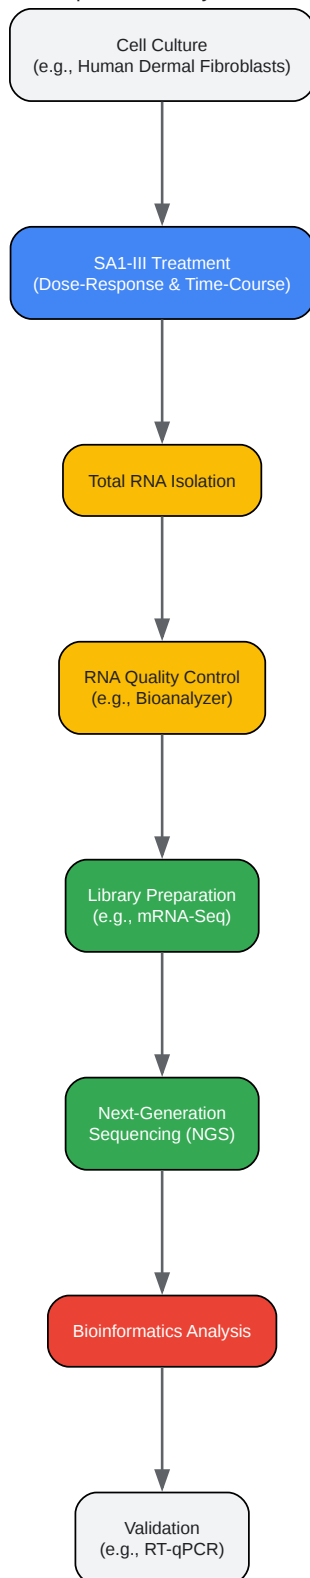 Cell Culture
(e.g., Human Dermal Fibroblasts)
SA1-III Treatment
(Dose-Response & Time-Course)
Total RNA Isolation
RNA Quality Control
(e.g., Bioanalyzer)
Library Preparation
(e.g., mRNA-Seq)
Next-Generation
Sequencing (NGS)
Bioinformatics Analysis
Validation
(e.g., RT-qPCR)